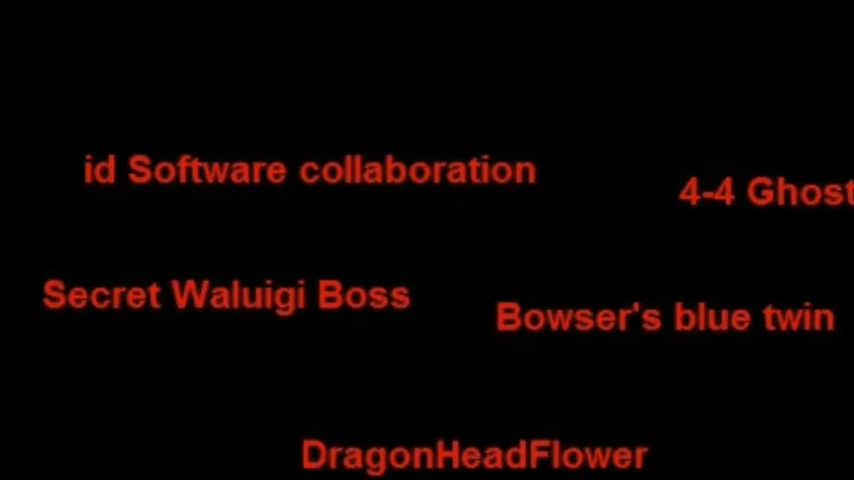 id Software collaboration
4-4 Ghost
Secret Waluigi Boss
Bowser's blue twin
DragonHeadFlower